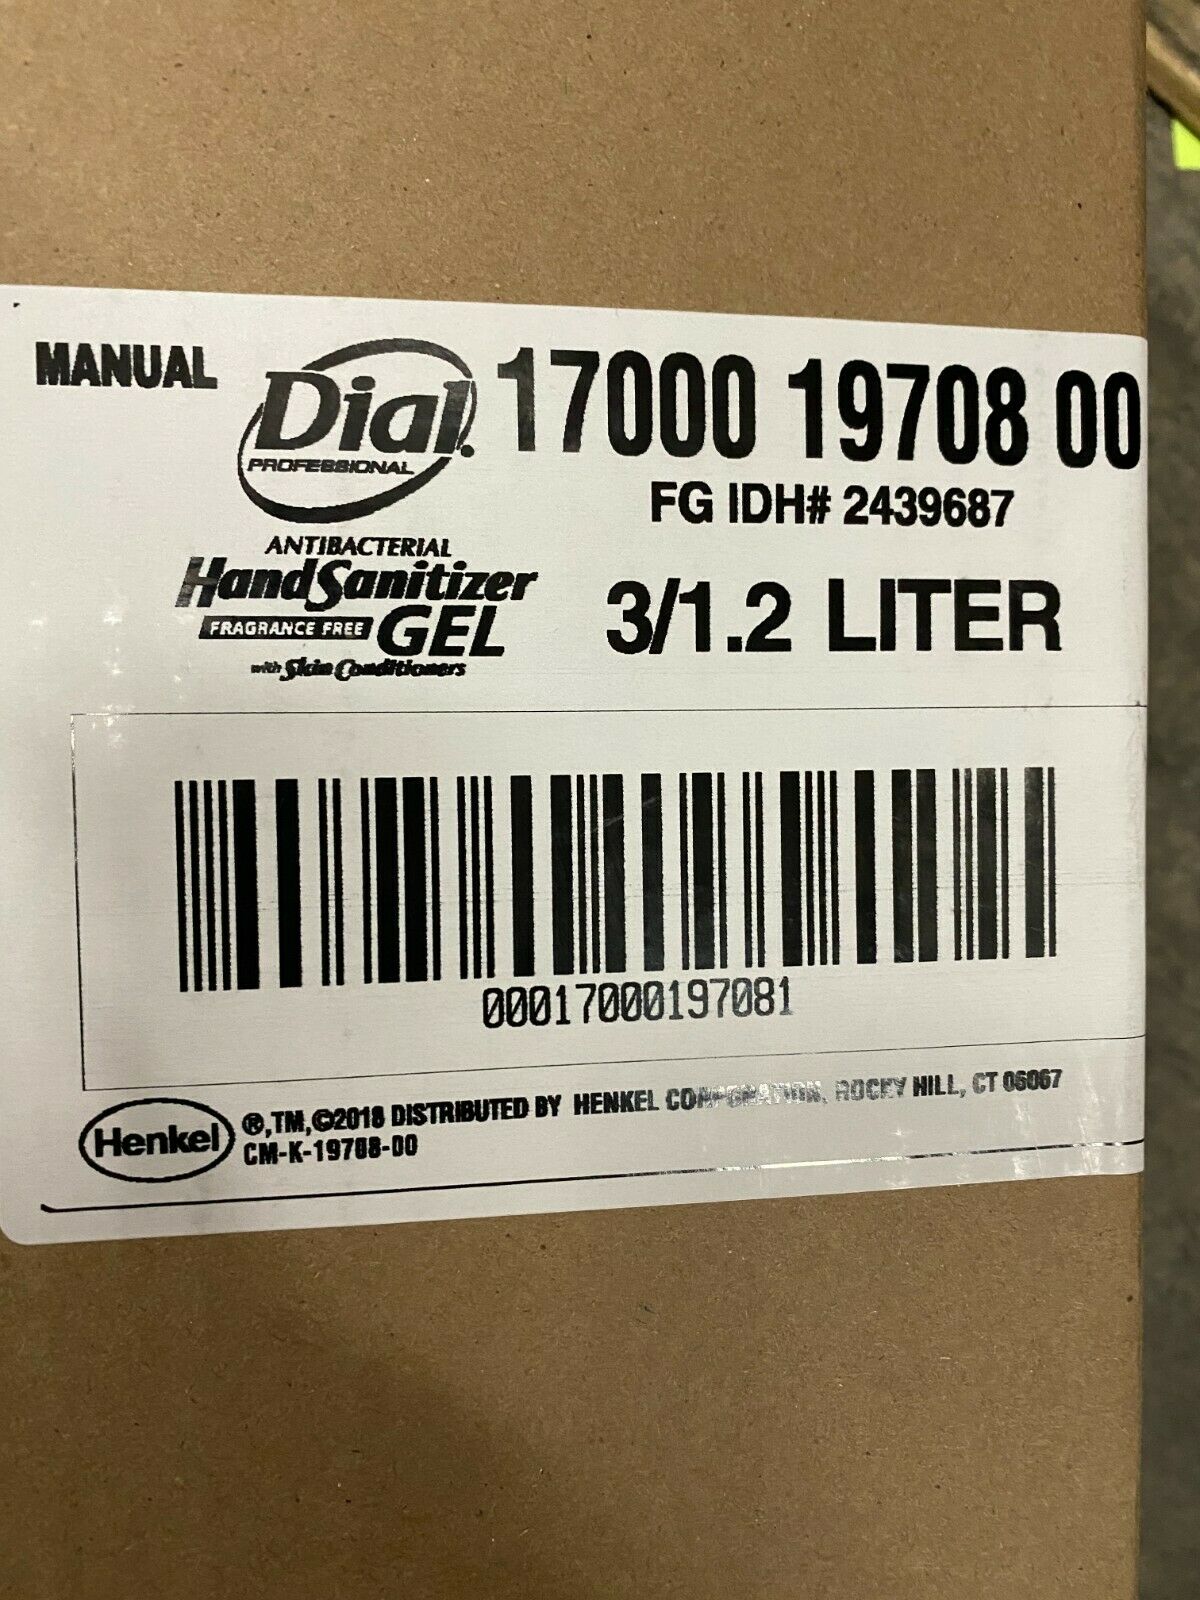 MANUAL
Dial.
PROFESSIONAL
17000 19708 00
FG IDH# 2439687
ANTIBACTERIAL
HandSanitizer
FRAGRANCE FREE GEL
with Skin Conditioners
3/1.2 LITER
00017000197081
Henkel
®,TM,©2018 DISTRIBUTED BY HENKEL CORPORATION, ROCKY HILL, CT 06067
CM-K-19708-00